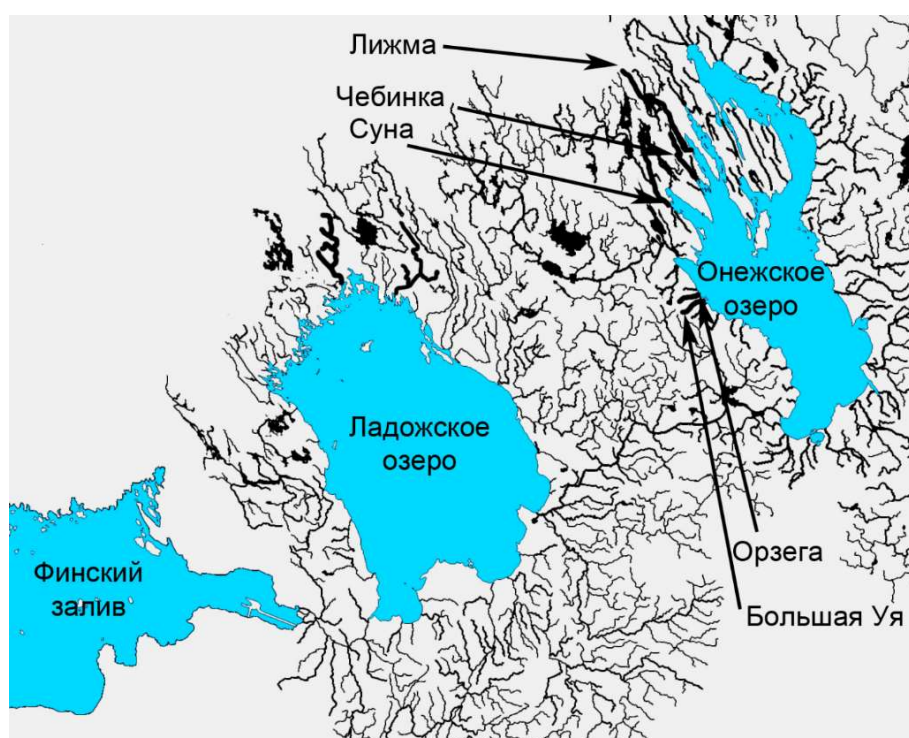 Лижма
Чебинка
Суна
Онежское
озеро
Ладожское
озеро
Орзега
Финский
залив
Большая Уя